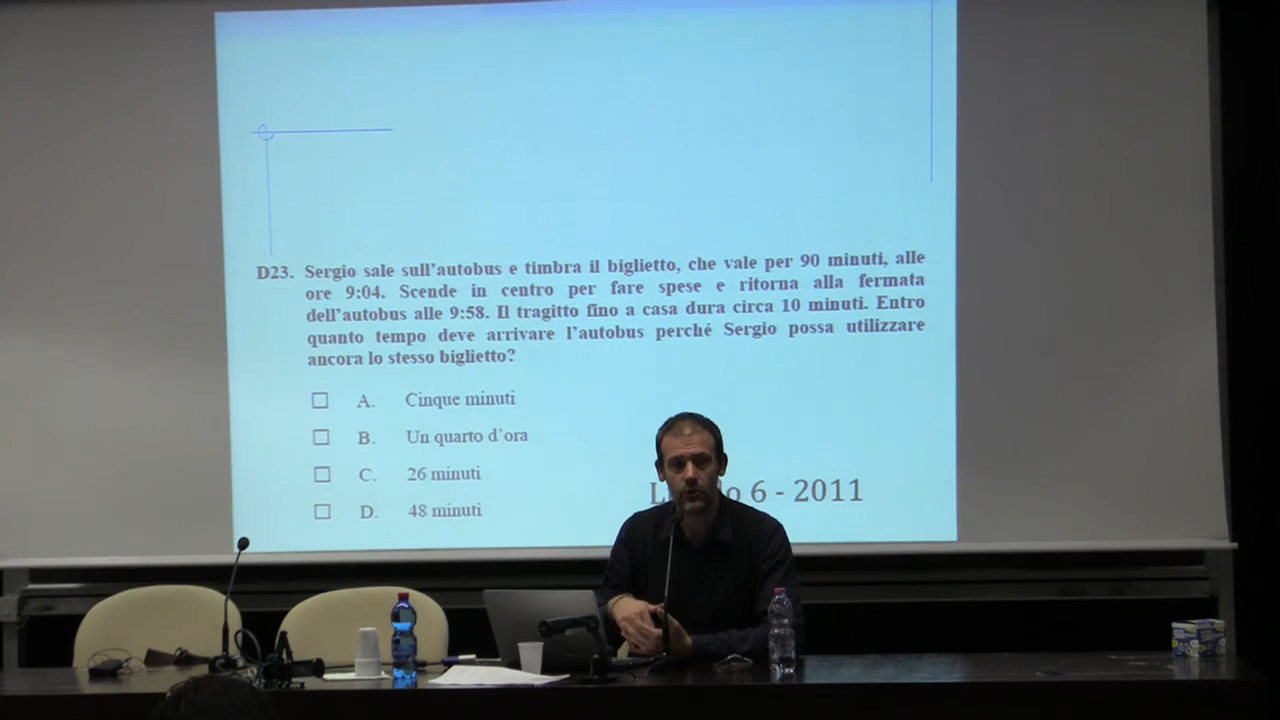 D23. Sergio sale sull'autobus e timbra il biglietto, che vale per 90 minuti, alle
ore 9:04. Scende in centro per fare spese e ritorna alla fermata
dell'autobus alle 9:58. Il tragitto fino a casa dura circa 10 minuti. Entro
quanto tempo deve arrivare l'autobus perché Sergio possa utilizzare
ancora lo stesso biglietto?
A. Cinque minuti
B. Un quarto d'ora
C. 26 minuti
D. 48 minuti
6 - 2011